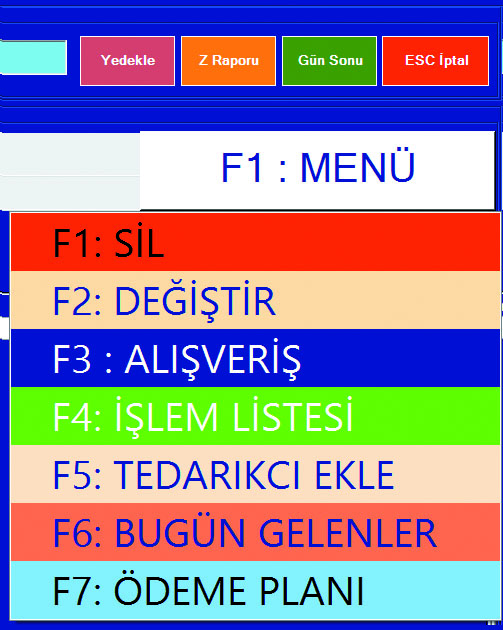 Yedekle Z Raporu Gün Sonu ESC İptal
F1 : MENÜ
F1: SİL
F2: DEĞİŞTİR
F3 : ALIŞVERİŞ
F4: İŞLEM LİSTESİ
F5: TEDARIKCI EKLE
F6: BUGÜN GELENLER
F7: ÖDEME PLANI